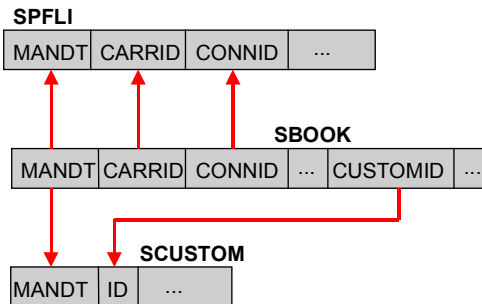 SPFLI
MANDT CARRID CONNID ...
SBOOK
MANDT CARRID CONNID ... CUSTOMID ...
SCUSTOM
MANDT ID ...